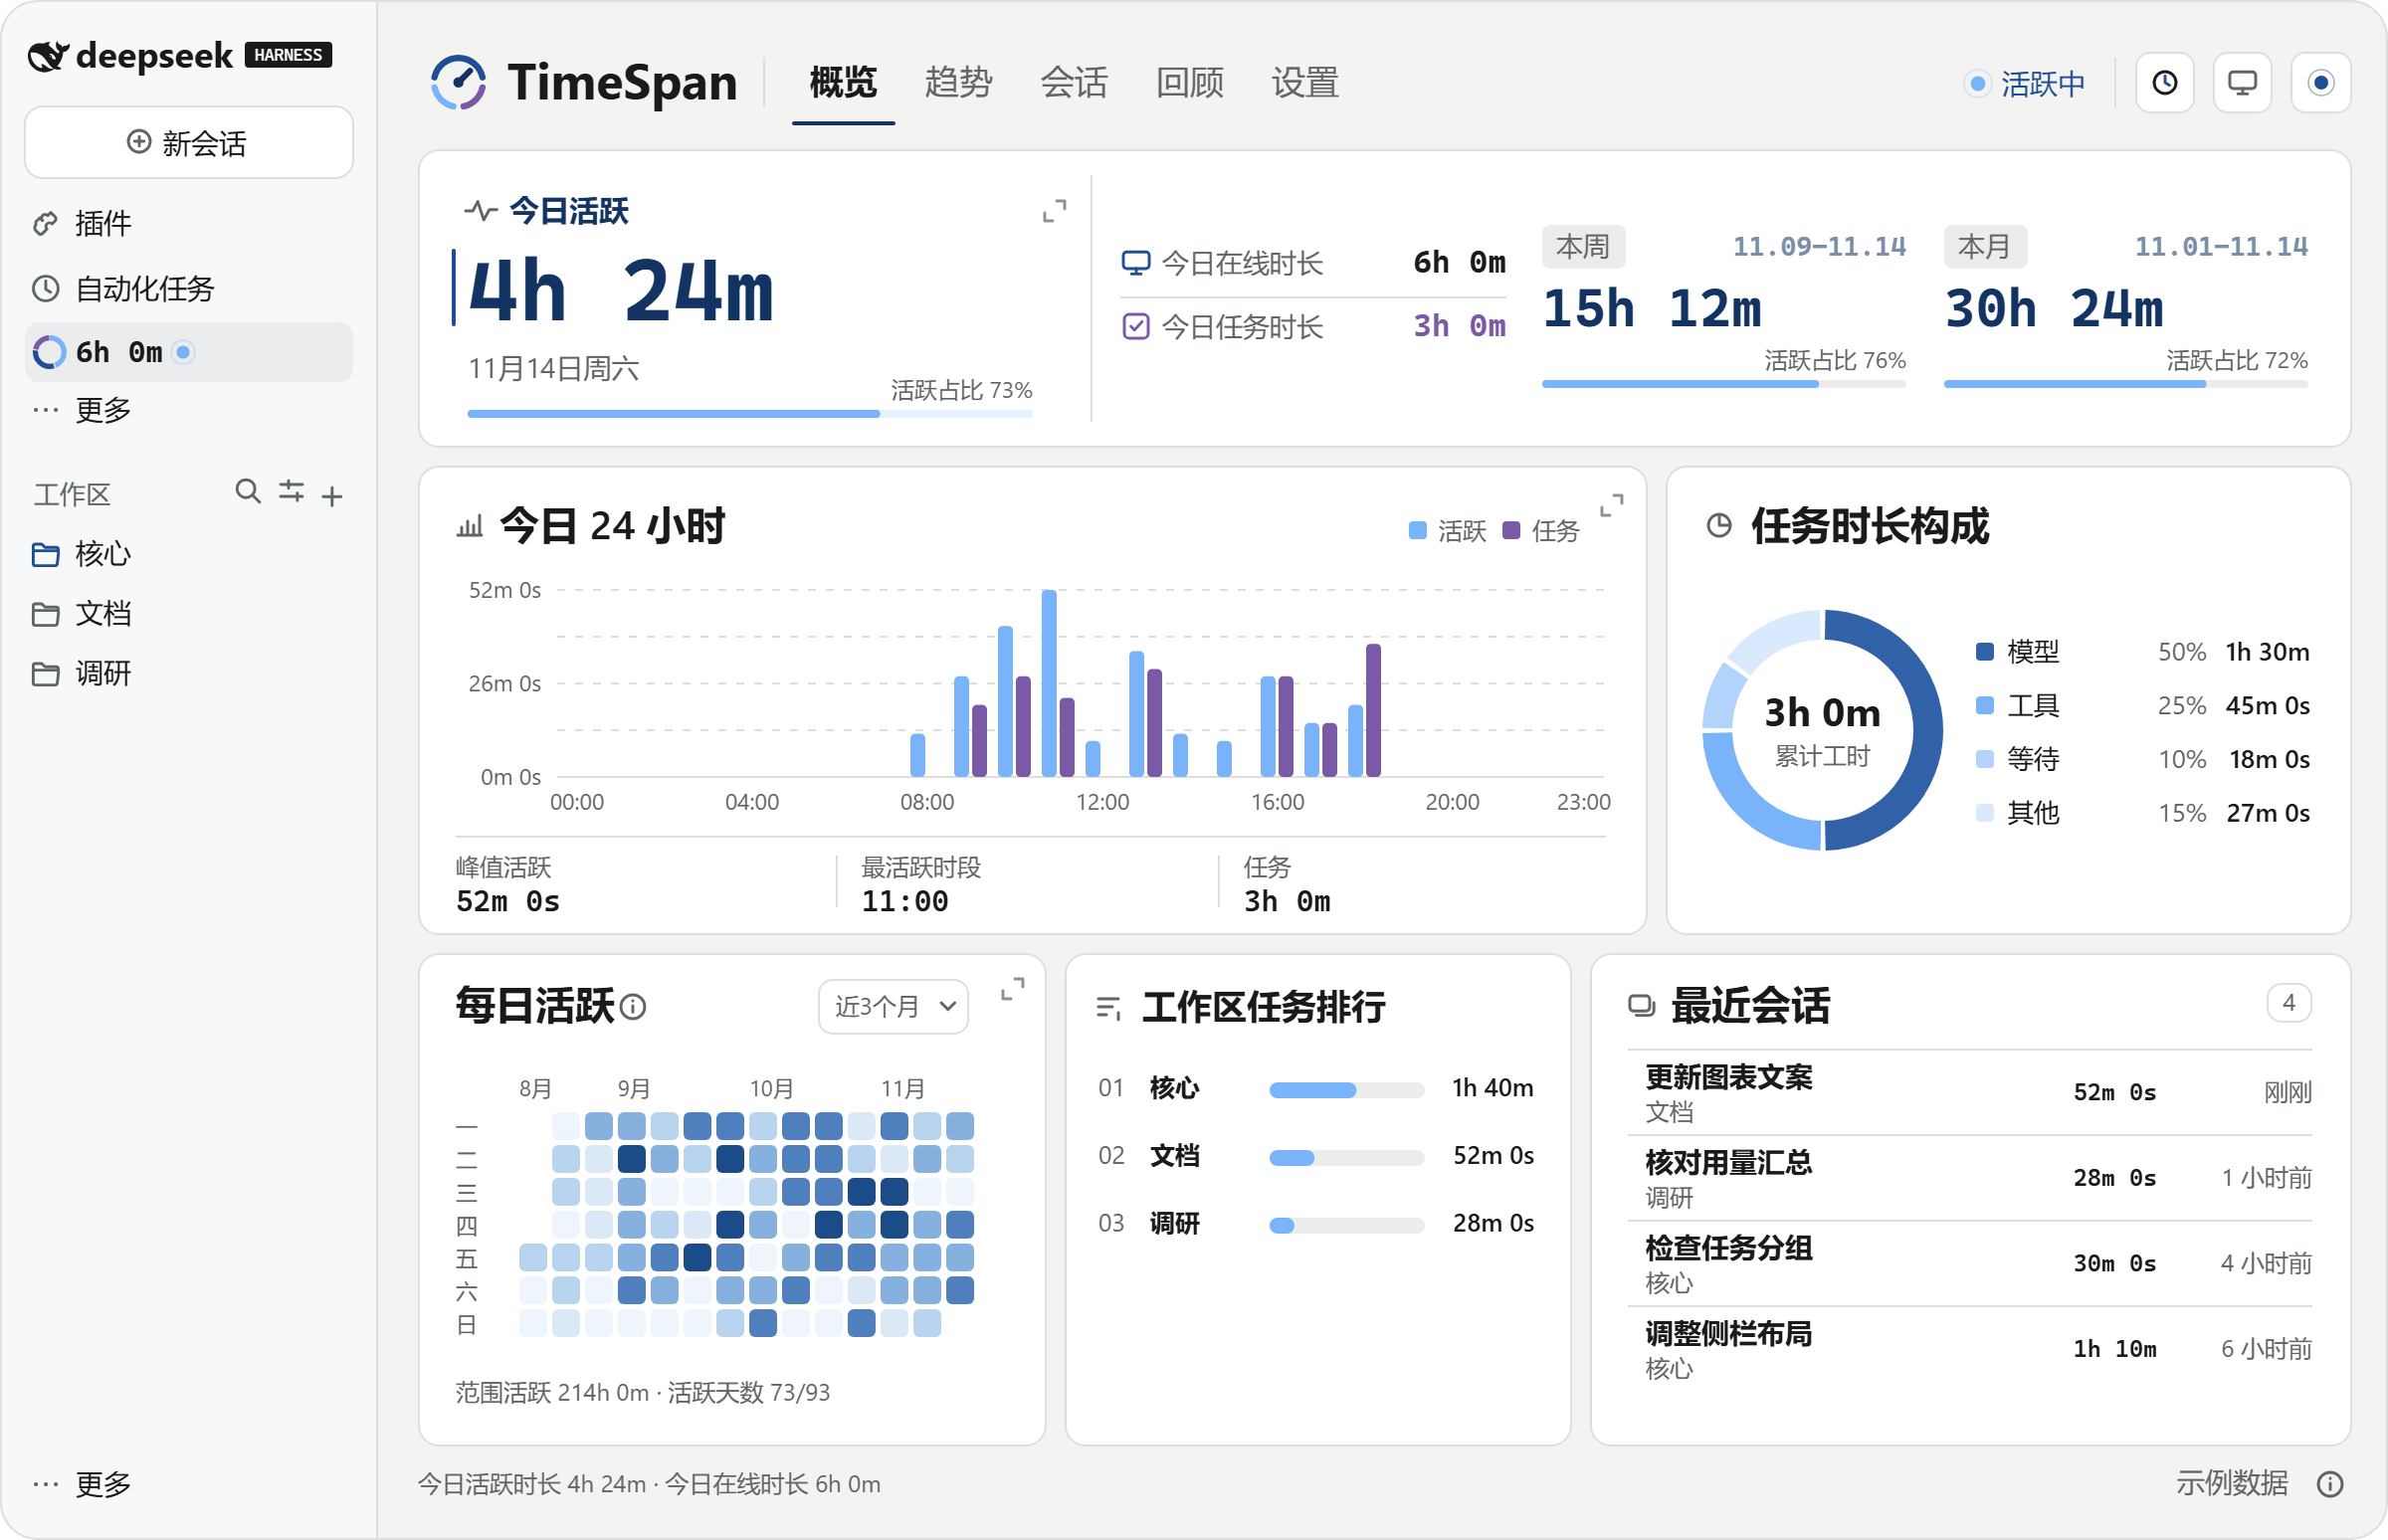 deepseek HARNESS
新会话
插件
自动化任务
6h 0m
更多
工作区
核心
文档
调研
更多
TimeSpan
概览 趋势 会话 回顾 设置
活跃中
今日活跃
4h 24m
11月14日周六
活跃占比 73%
今日在线时长 6h 0m
今日任务时长 3h 0m
本周 11.09–11.14
15h 12m
活跃占比 76%
本月 11.01–11.14
30h 24m
活跃占比 72%
今日 24 小时
活跃 任务
52m 0s
26m 0s
0m 0s
00:00 04:00 08:00 12:00 16:00 20:00 23:00
峰值活跃
52m 0s
最活跃时段
11:00
任务
3h 0m
任务时长构成
3h 0m
累计工时
模型 50% 1h 30m
工具 25% 45m 0s
等待 10% 18m 0s
其他 15% 27m 0s
每日活跃
近3个月
8月 9月 10月 11月
一
二
三
四
五
六
日
范围活跃 214h 0m · 活跃天数 73/93
工作区任务排行
01 核心 1h 40m
02 文档 52m 0s
03 调研 28m 0s
最近会话 4
更新图表文案
文档
52m 0s 刚刚
核对用量汇总
调研
28m 0s 1 小时前
检查任务分组
核心
30m 0s 4 小时前
调整侧栏布局
核心
1h 10m 6 小时前
今日活跃时长 4h 24m · 今日在线时长 6h 0m
示例数据